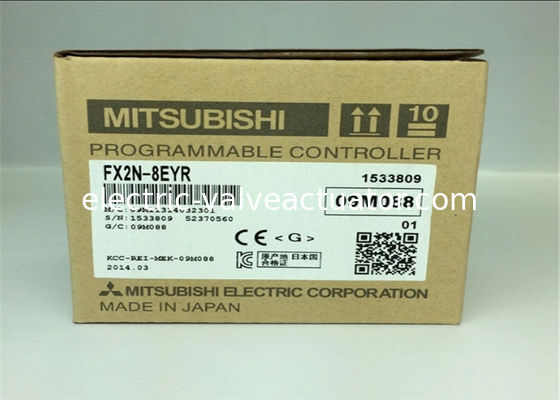 MITSUBISHI
10
PROGRAMMABLE CONTROLLER
FX2N-8EYR
1533809
09M088
S/N: 1533809 52370560
G/C: 09M088
01
CE <G>
原产地 日本国
KCC-REI-MEK-09M088
2014.03
MITSUBISHI ELECTRIC CORPORATION
MADE IN JAPAN
electric-valveactuator.com